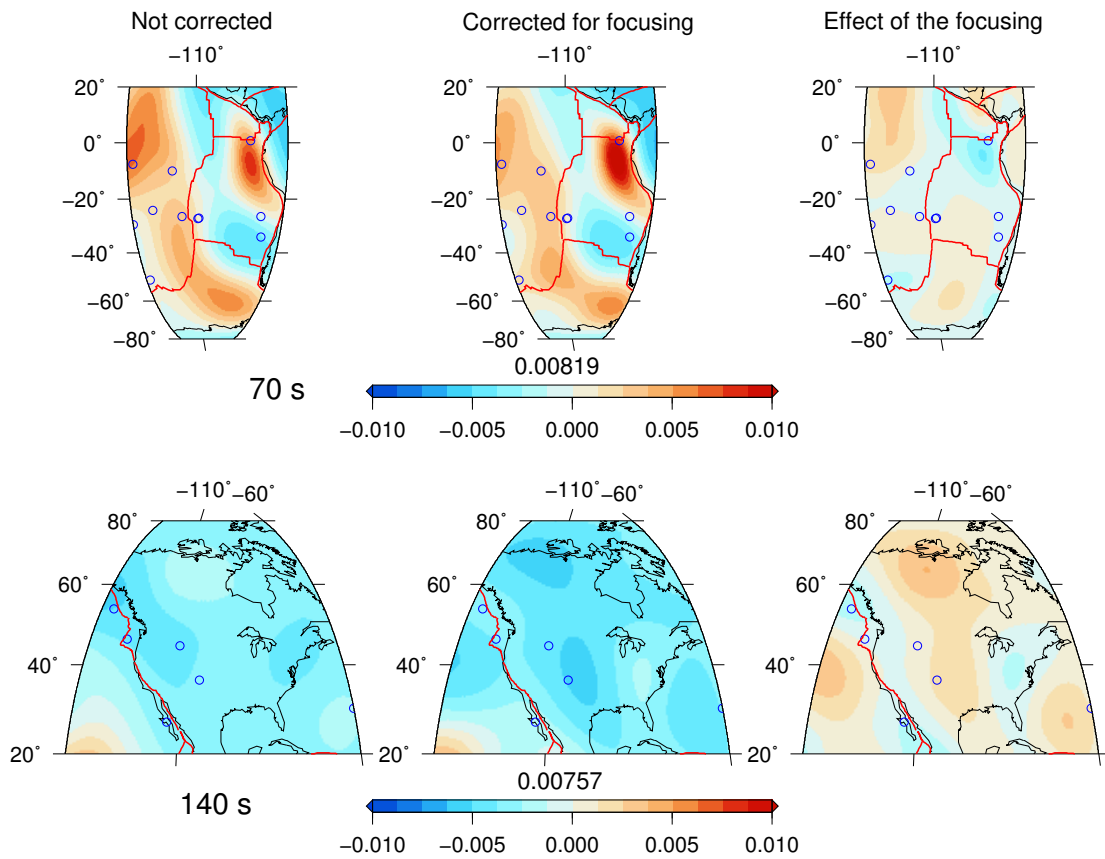 Not corrected Corrected for focusing Effect of the focusing
−110˚ −110˚ −110˚
20˚ 20˚ 20˚
0˚ 0˚ 0˚
−20˚ −20˚ −20˚
−40˚ −40˚ −40˚
−60˚ −60˚ −60˚
−80˚ −80˚ −80˚
0.00819
70 s
−0.010 −0.005 0.000 0.005 0.010
−110˚ −60˚ −110˚ −60˚ −110˚ −60˚
80˚ 80˚ 80˚
60˚ 60˚ 60˚
40˚ 40˚ 40˚
20˚ 20˚ 20˚
0.00757
140 s
−0.010 −0.005 0.000 0.005 0.010